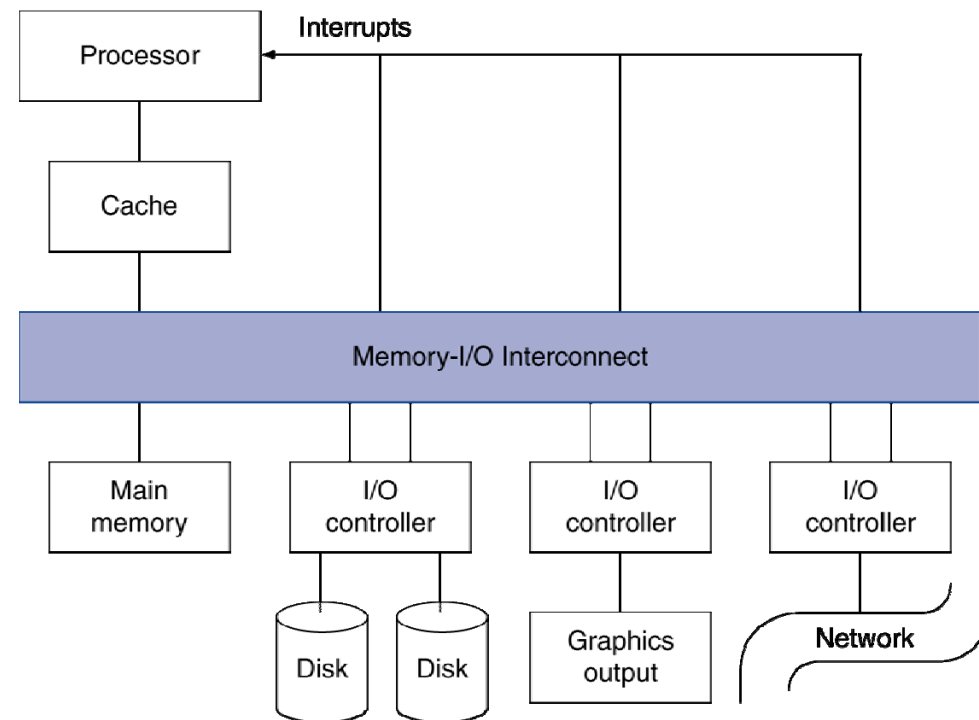 Interrupts
Processor
Cache
Memory-I/O Interconnect
Main
memory
I/O
controller
I/O
controller
I/O
controller
Disk
Disk
Graphics
output
Network